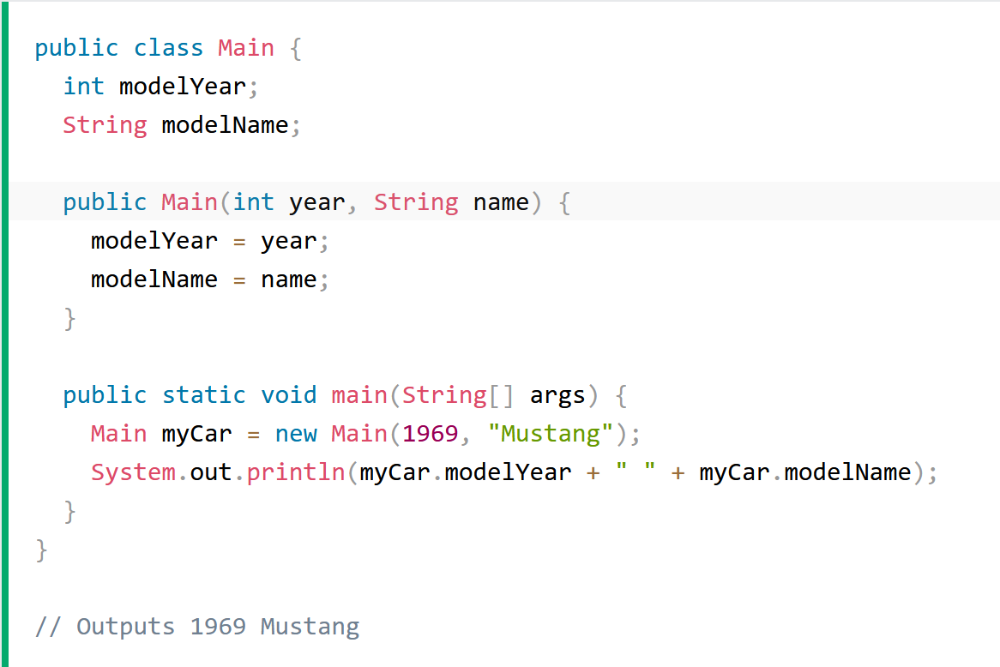 public class Main {
  int modelYear;
  String modelName;

  public Main(int year, String name) {
    modelYear = year;
    modelName = name;
  }

  public static void main(String[] args) {
    Main myCar = new Main(1969, "Mustang");
    System.out.println(myCar.modelYear + " " + myCar.modelName);
  }
}

// Outputs 1969 Mustang